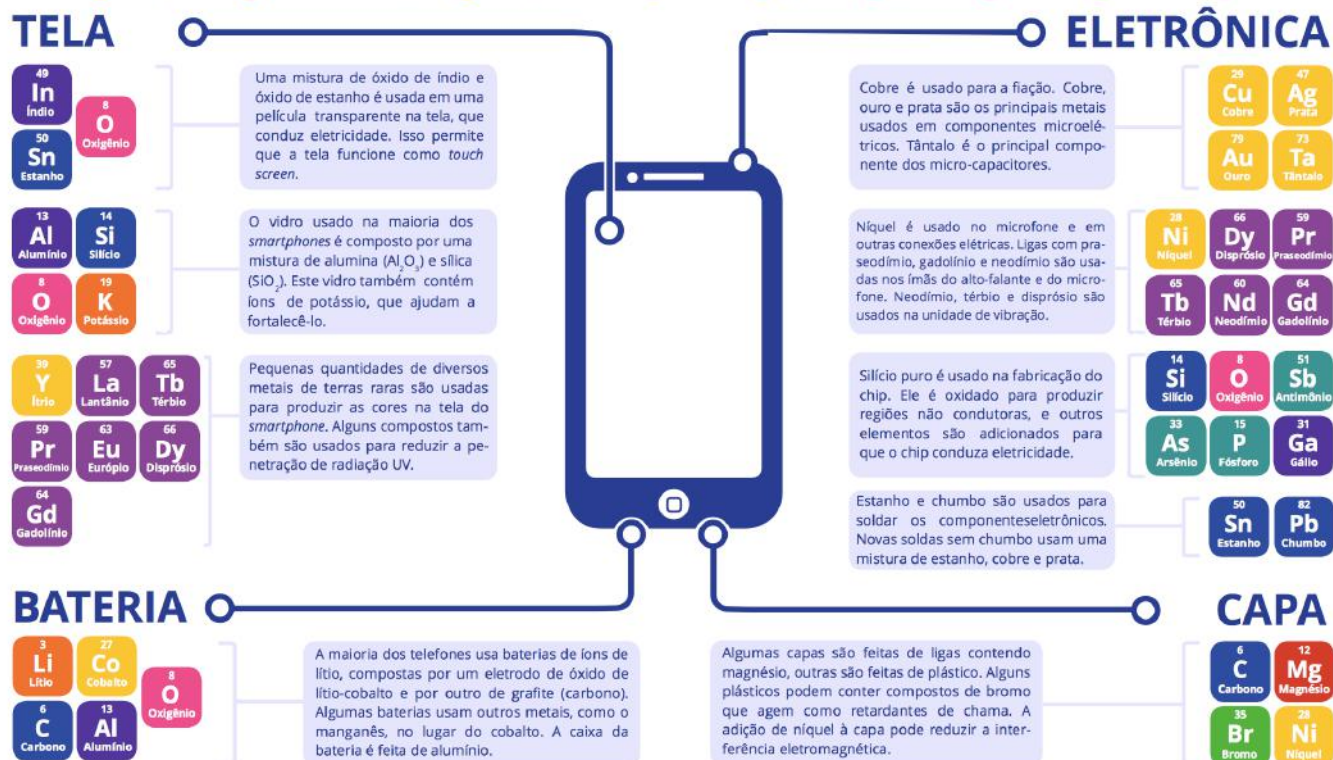 TELA
49
In
Índio
8
O
Oxigênio
50
Sn
Estanho
Uma mistura de óxido de índio e
óxido de estanho é usada em uma
película transparente na tela, que
conduz eletricidade. Isso permite
que a tela funcione como touch
screen.
13
Al
Alumínio
14
Si
Silício
8
O
Oxigênio
19
K
Potássio
O vidro usado na maioria dos
smartphones é composto por uma
mistura de alumina (Al₂O₃) e sílica
(SiO₂). Este vidro também contém
íons de potássio, que ajudam a
fortalecê-lo.
39
Y
Ítrio
57
La
Lantânio
65
Tb
Térbio
59
Pr
Praseodímio
63
Eu
Európio
66
Dy
Disprósio
64
Gd
Gadolínio
Pequenas quantidades de diversos
metais de terras raras são usadas
para produzir as cores na tela do
smartphone. Alguns compostos tam-
bém são usados para reduzir a pe-
netração de radiação UV.
ELETRÔNICA
Cobre é usado para a fiação. Cobre,
ouro e prata são os principais metais
usados em componentes microelé-
tricos. Tântalo é o principal compo-
nente dos micro-capacitores.
29
Cu
Cobre
47
Ag
Prata
79
Au
Ouro
73
Ta
Tântalo
Níquel é usado no microfone e em
outras conexões elétricas. Ligas com pra-
seodímio, gadolínio e neodímio são usa-
das nos ímãs do alto-falante e do micro-
fone. Neodímio, térbio e disprósio são
usados na unidade de vibração.
28
Ni
Níquel
66
Dy
Disprósio
59
Pr
Praseodímio
65
Tb
Térbio
60
Nd
Neodímio
64
Gd
Gadolínio
Silício puro é usado na fabricação do
chip. Ele é oxidado para produzir
regiões não condutoras, e outros
elementos são adicionados para
que o chip conduza eletricidade.
14
Si
Silício
8
O
Oxigênio
51
Sb
Antimônio
33
As
Arsênio
15
P
Fósforo
31
Ga
Gálio
Estanho e chumbo são usados para
soldar os componenteseletrônicos.
Novas soldas sem chumbo usam uma
mistura de estanho, cobre e prata.
50
Sn
Estanho
82
Pb
Chumbo
BATERIA
3
Li
Lítio
27
Co
Cobalto
8
O
Oxigênio
6
C
Carbono
13
Al
Alumínio
A maioria dos telefones usa baterias de íons de
lítio, compostas por um eletrodo de óxido de
lítio-cobalto e por outro de grafite (carbono).
Algumas baterias usam outros metais, como o
manganês, no lugar do cobalto. A caixa da
bateria é feita de alumínio.
CAPA
Algumas capas são feitas de ligas contendo
magnésio, outras são feitas de plástico. Alguns
plásticos podem conter compostos de bromo
que agem como retardantes de chama. A
adição de níquel à capa pode reduzir a inter-
ferência eletromagnética.
6
C
Carbono
12
Mg
Magnésio
35
Br
Bromo
28
Ni
Níquel